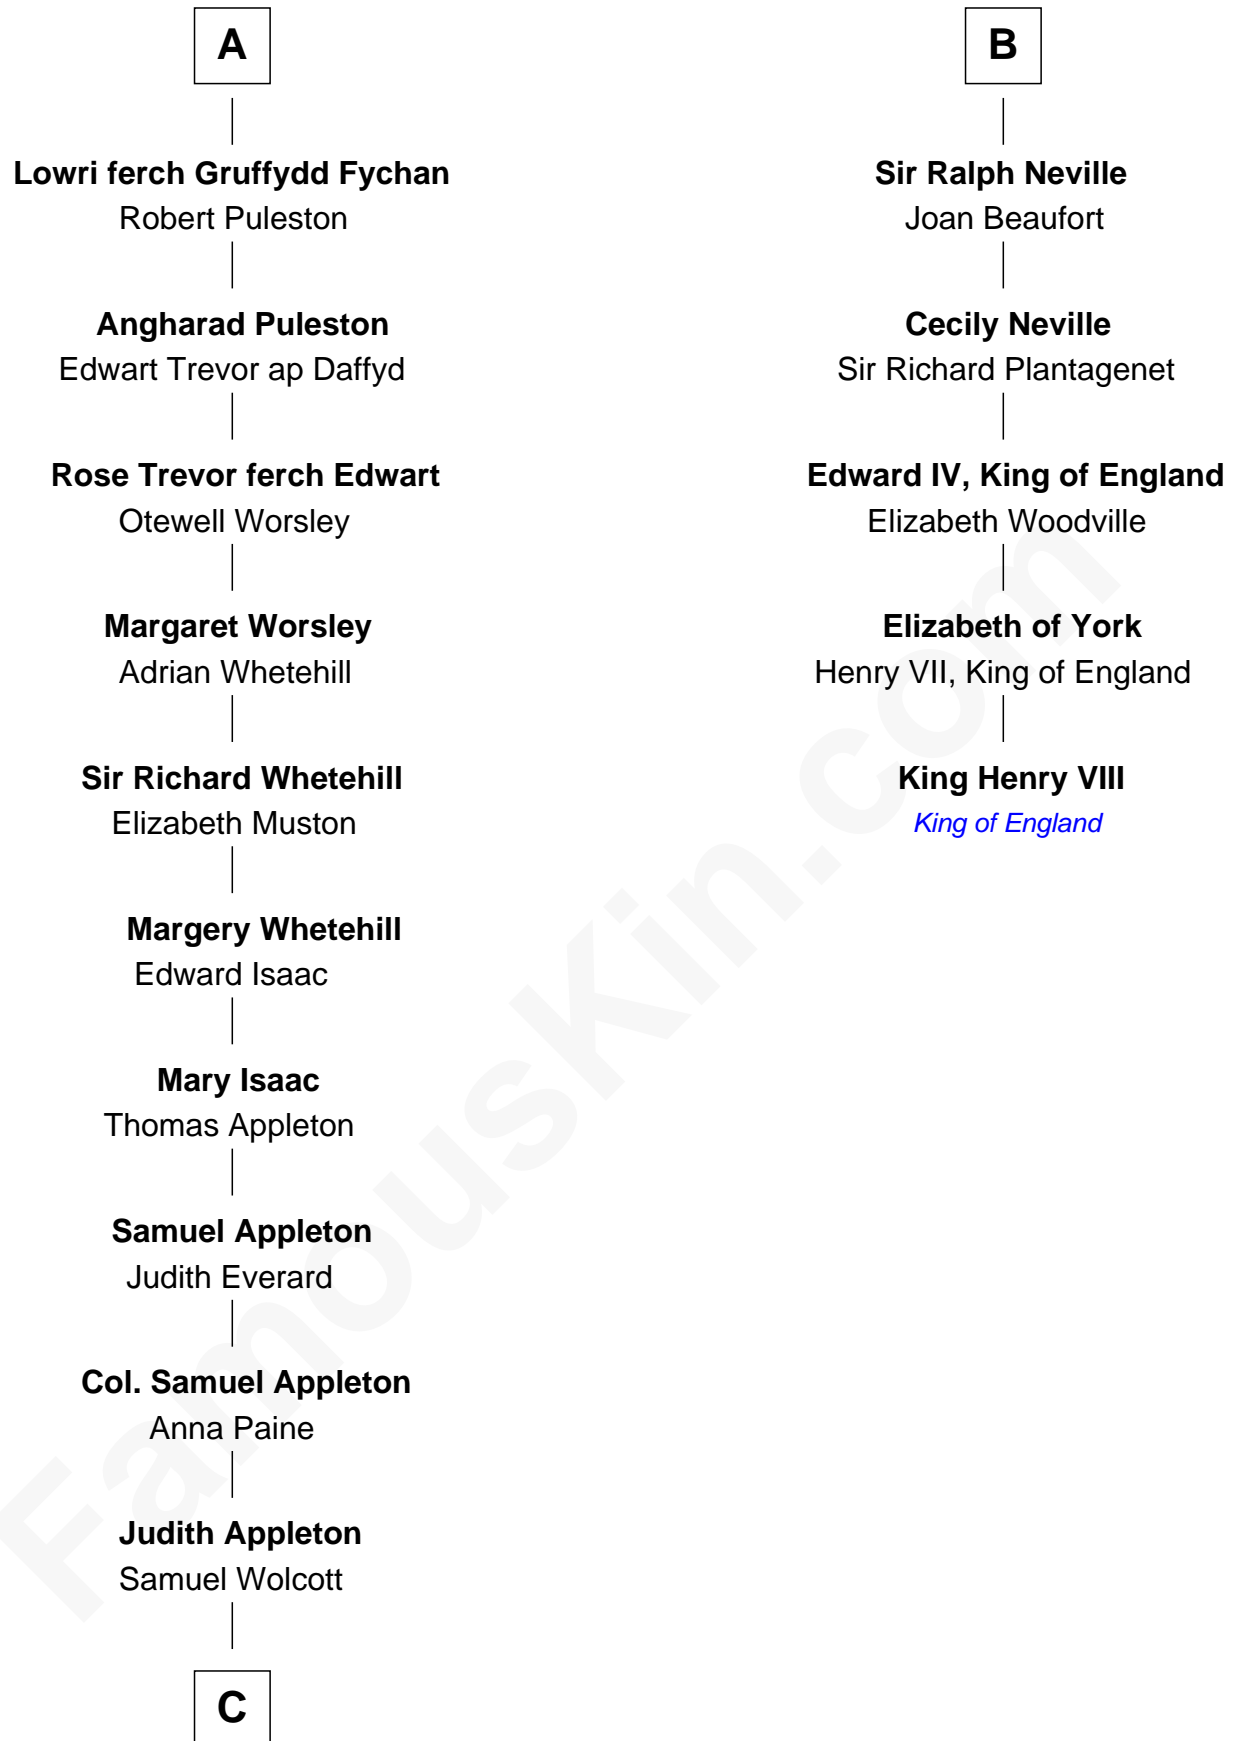 A
Lowri ferch Gruffydd Fychan
Robert Puleston
Angharad Puleston
Edwart Trevor ap Daffyd
Rose Trevor ferch Edwart
Otewell Worsley
Margaret Worsley
Adrian Whetehill
Sir Richard Whetehill
Elizabeth Muston
Margery Whetehill
Edward Isaac
Mary Isaac
Thomas Appleton
Samuel Appleton
Judith Everard
Col. Samuel Appleton
Anna Paine
Judith Appleton
Samuel Wolcott
C
B
Sir Ralph Neville
Joan Beaufort
Cecily Neville
Sir Richard Plantagenet
Edward IV, King of England
Elizabeth Woodville
Elizabeth of York
Henry VII, King of England
King Henry VIII
King of England
FamousKin.com